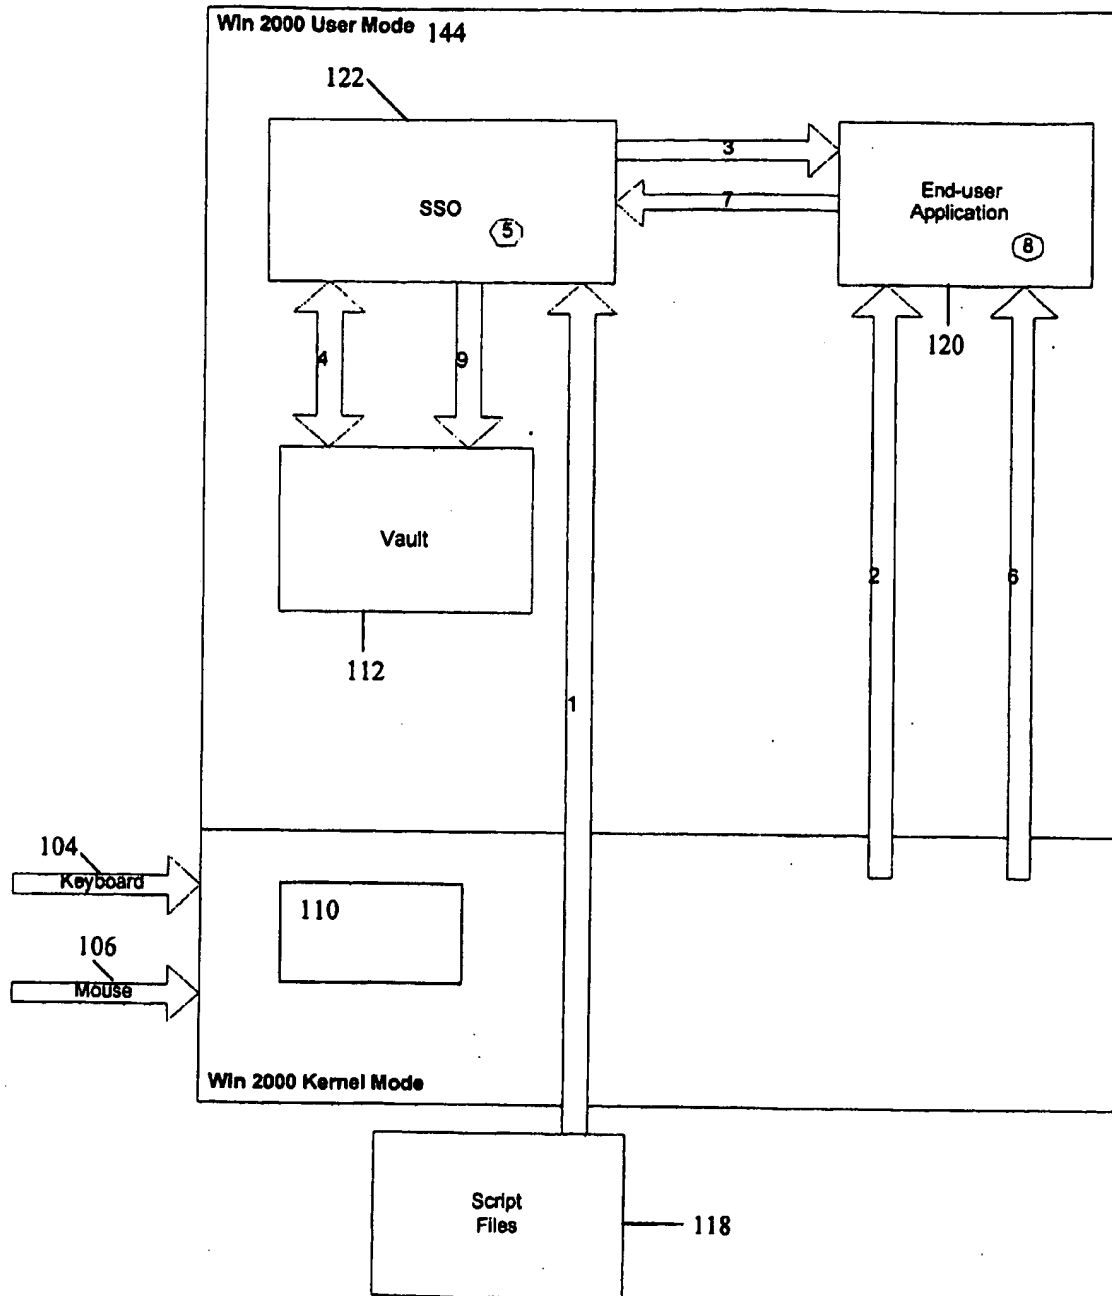 Win 2000 User Mode 144
122
3
SSO
5
7
End-user
Application
8
4
9
120
Vault
2
6
112
1
104
Keyboard
110
106
Mouse
Win 2000 Kernel Mode
Script
Files
118